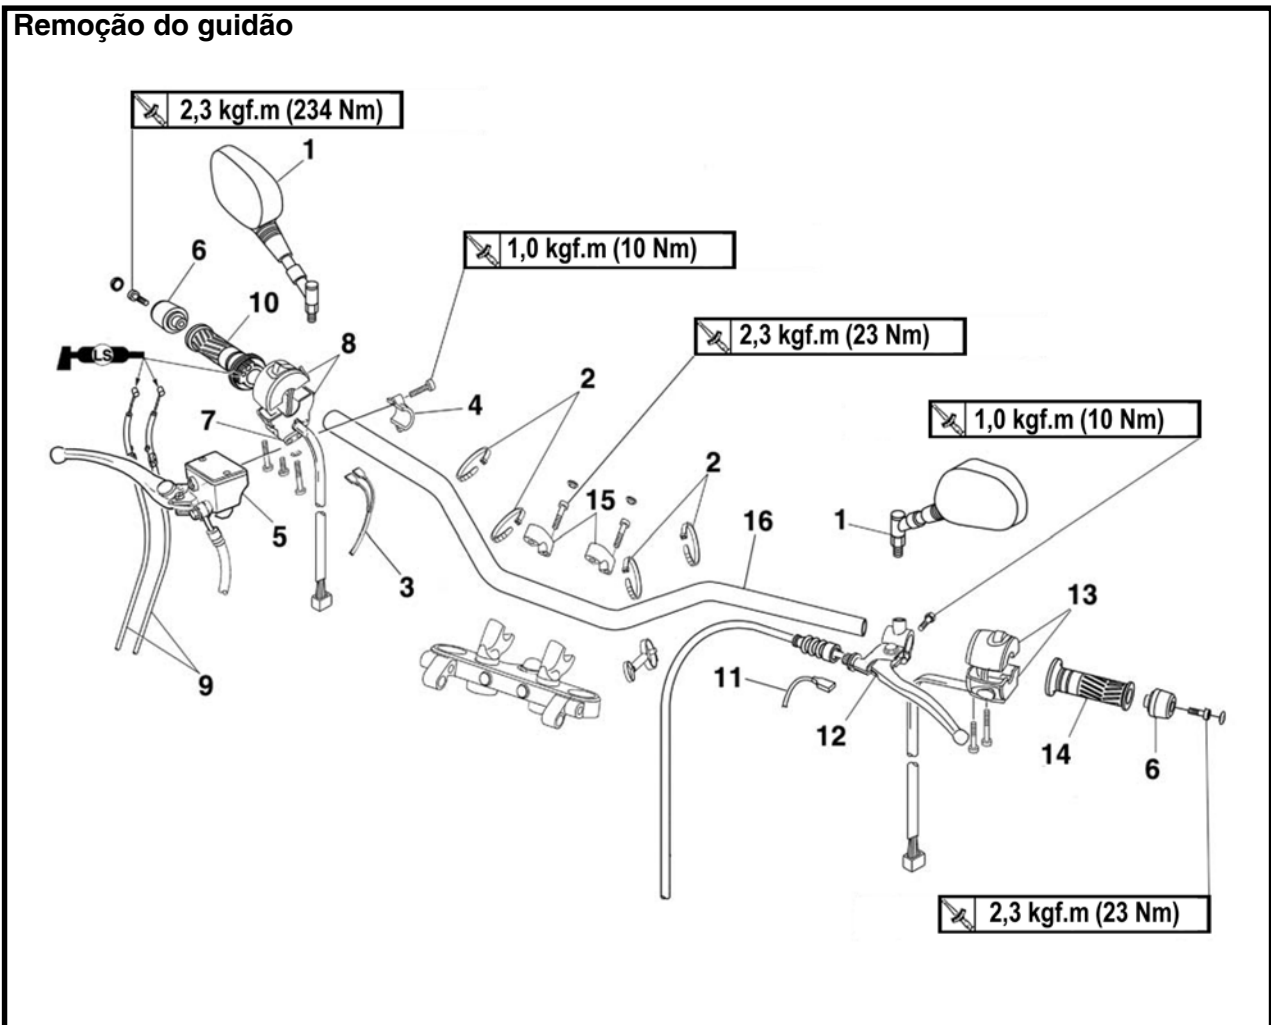 Remoção do guidão
2,3 kgf.m (234 Nm)
1
1,0 kgf.m (10 Nm)
6
10
2,3 kgf.m (23 Nm)
LS
8
2
4
1,0 kgf.m (10 Nm)
7
2
15
5
1
16
3
13
9
11
12
14
6
2,3 kgf.m (23 Nm)